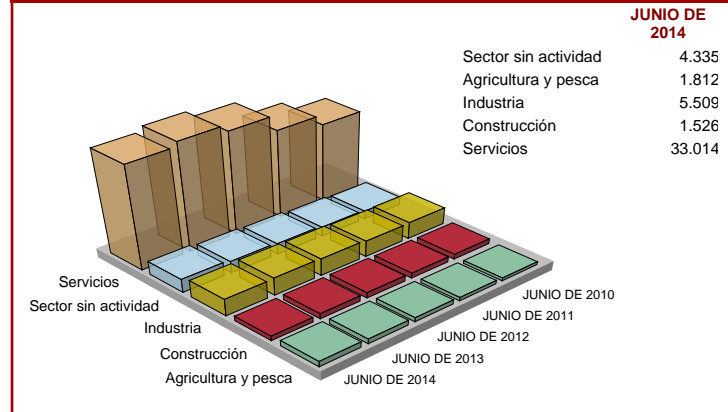 JUNIO DE
2014
Sector sin actividad 4.335
Agricultura y pesca 1.812
Industria 5.509
Construcción 1.526
Servicios 33.014
Servicios
Sector sin actividad
Industria
Construcción
Agricultura y pesca
JUNIO DE 2010
JUNIO DE 2011
JUNIO DE 2012
JUNIO DE 2013
JUNIO DE 2014